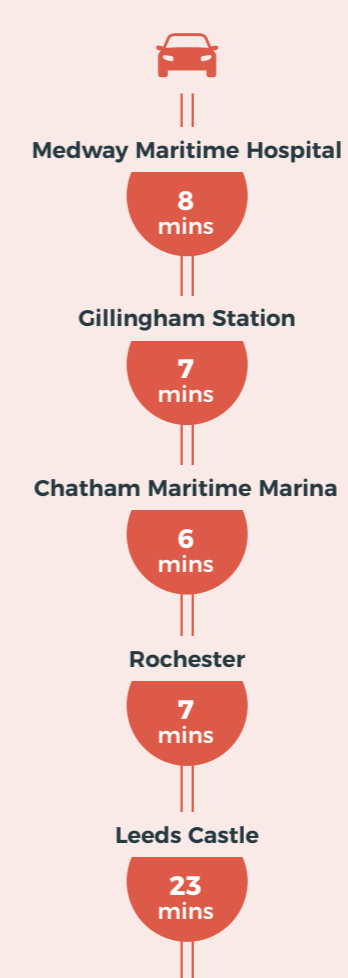 Medway Maritime Hospital
8
mins
Gillingham Station
7
mins
Chatham Maritime Marina
6
mins
Rochester
7
mins
Leeds Castle
23
mins